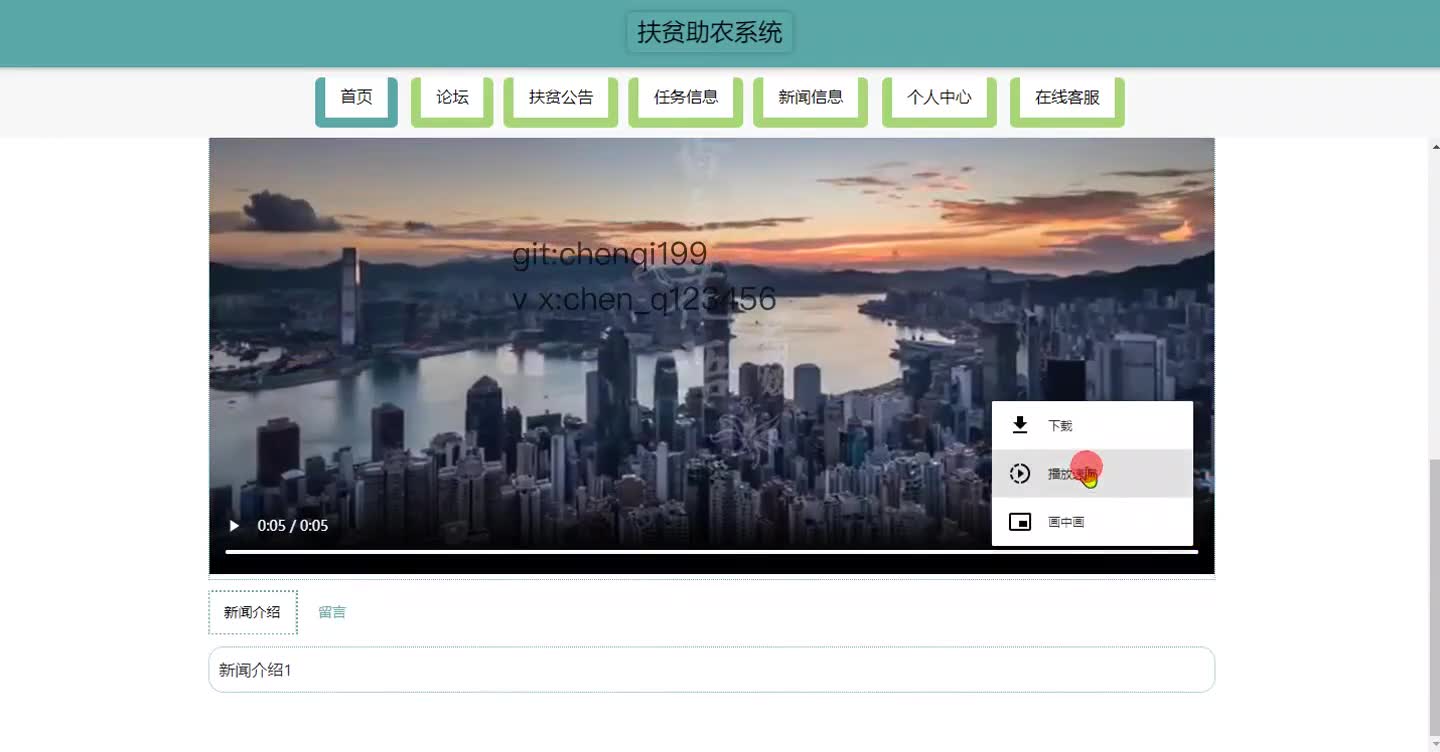 扶贫助农系统
首页
论坛
扶贫公告
任务信息
新闻信息
个人中心
在线客服
git:chenqi199
v x:chen_q123456
下载
播放速度
画中画
0:05 / 0:05
新闻介绍
留言
新闻介绍1